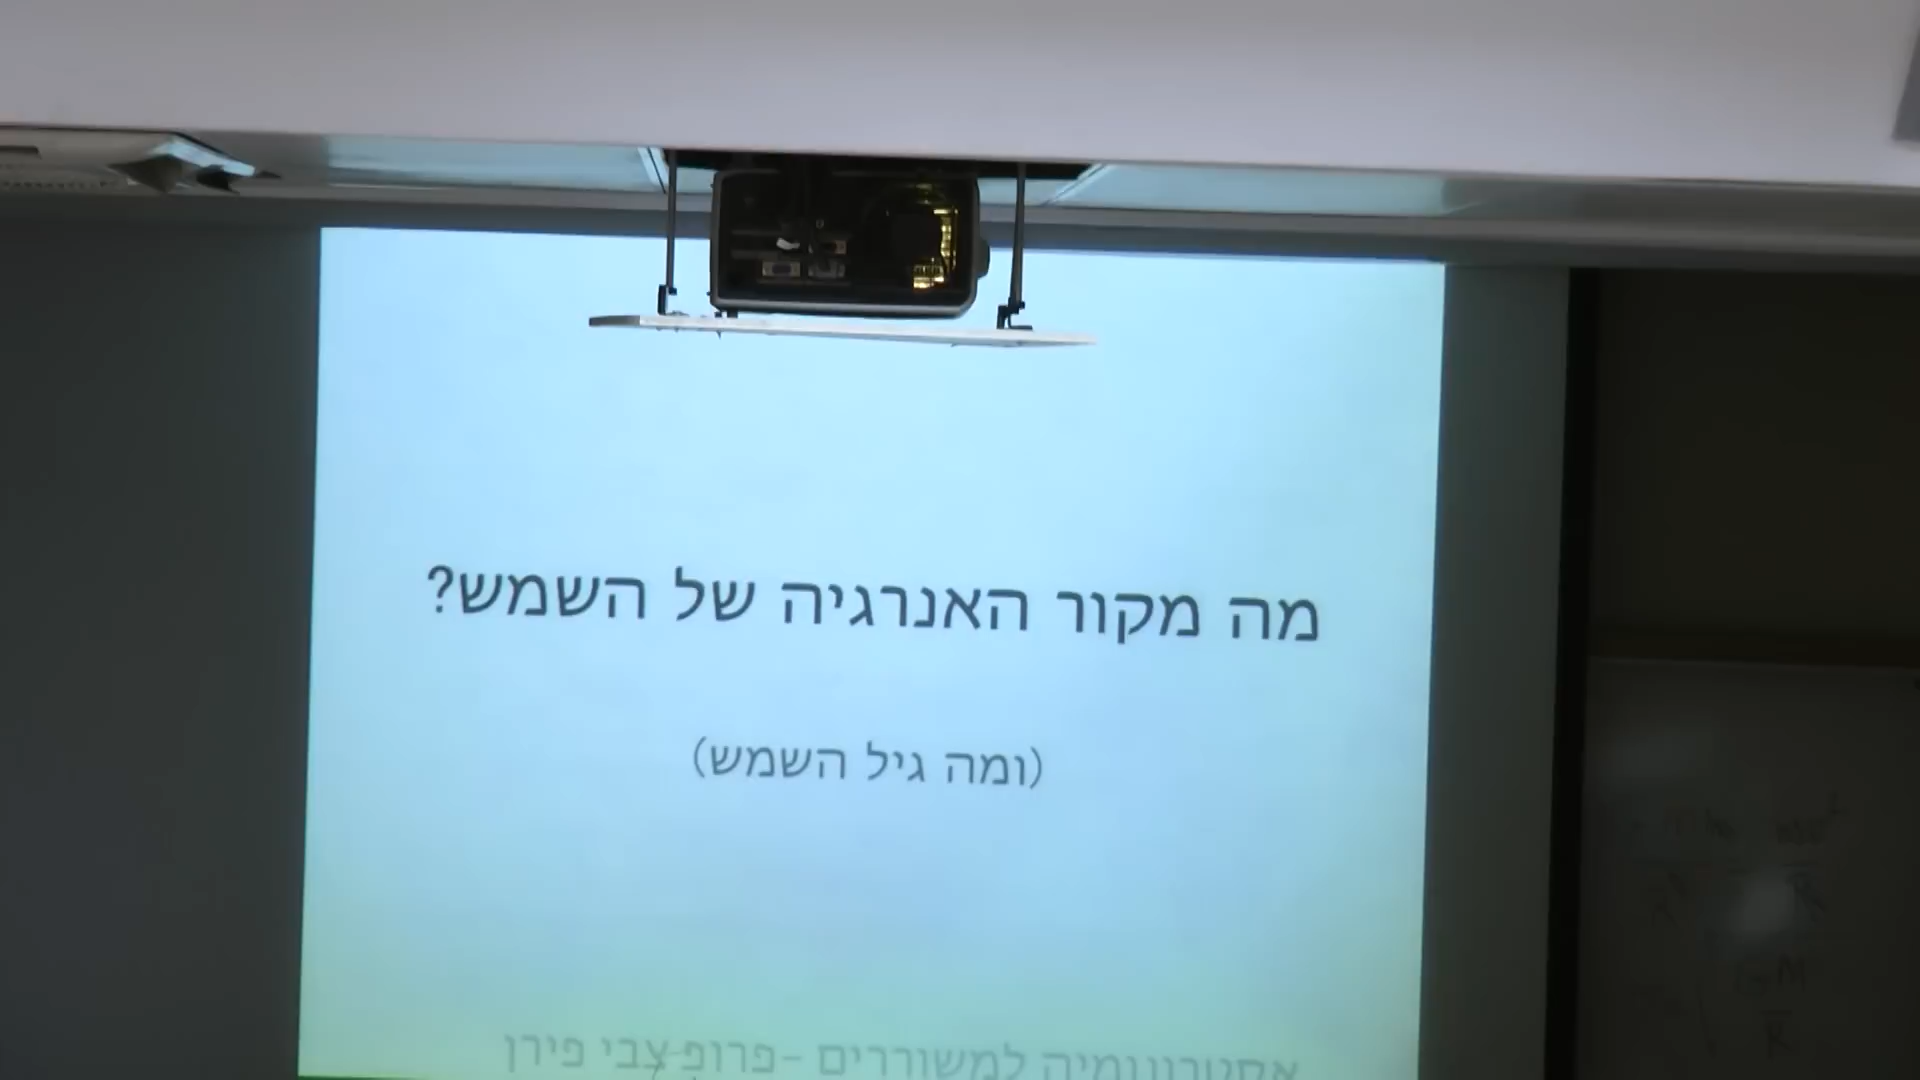 מה מקור האנרגיה של השמש?
(ומה גיל השמש)
אסטרונומיה למשוררים -פרופ צבי פירן